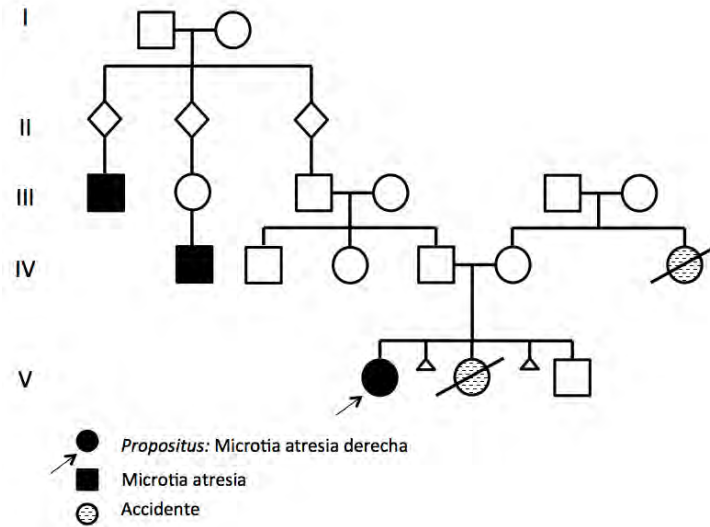 I
II
III
IV
V
Propositus: Microtia atresia derecha
Microtia atresia
Accidente